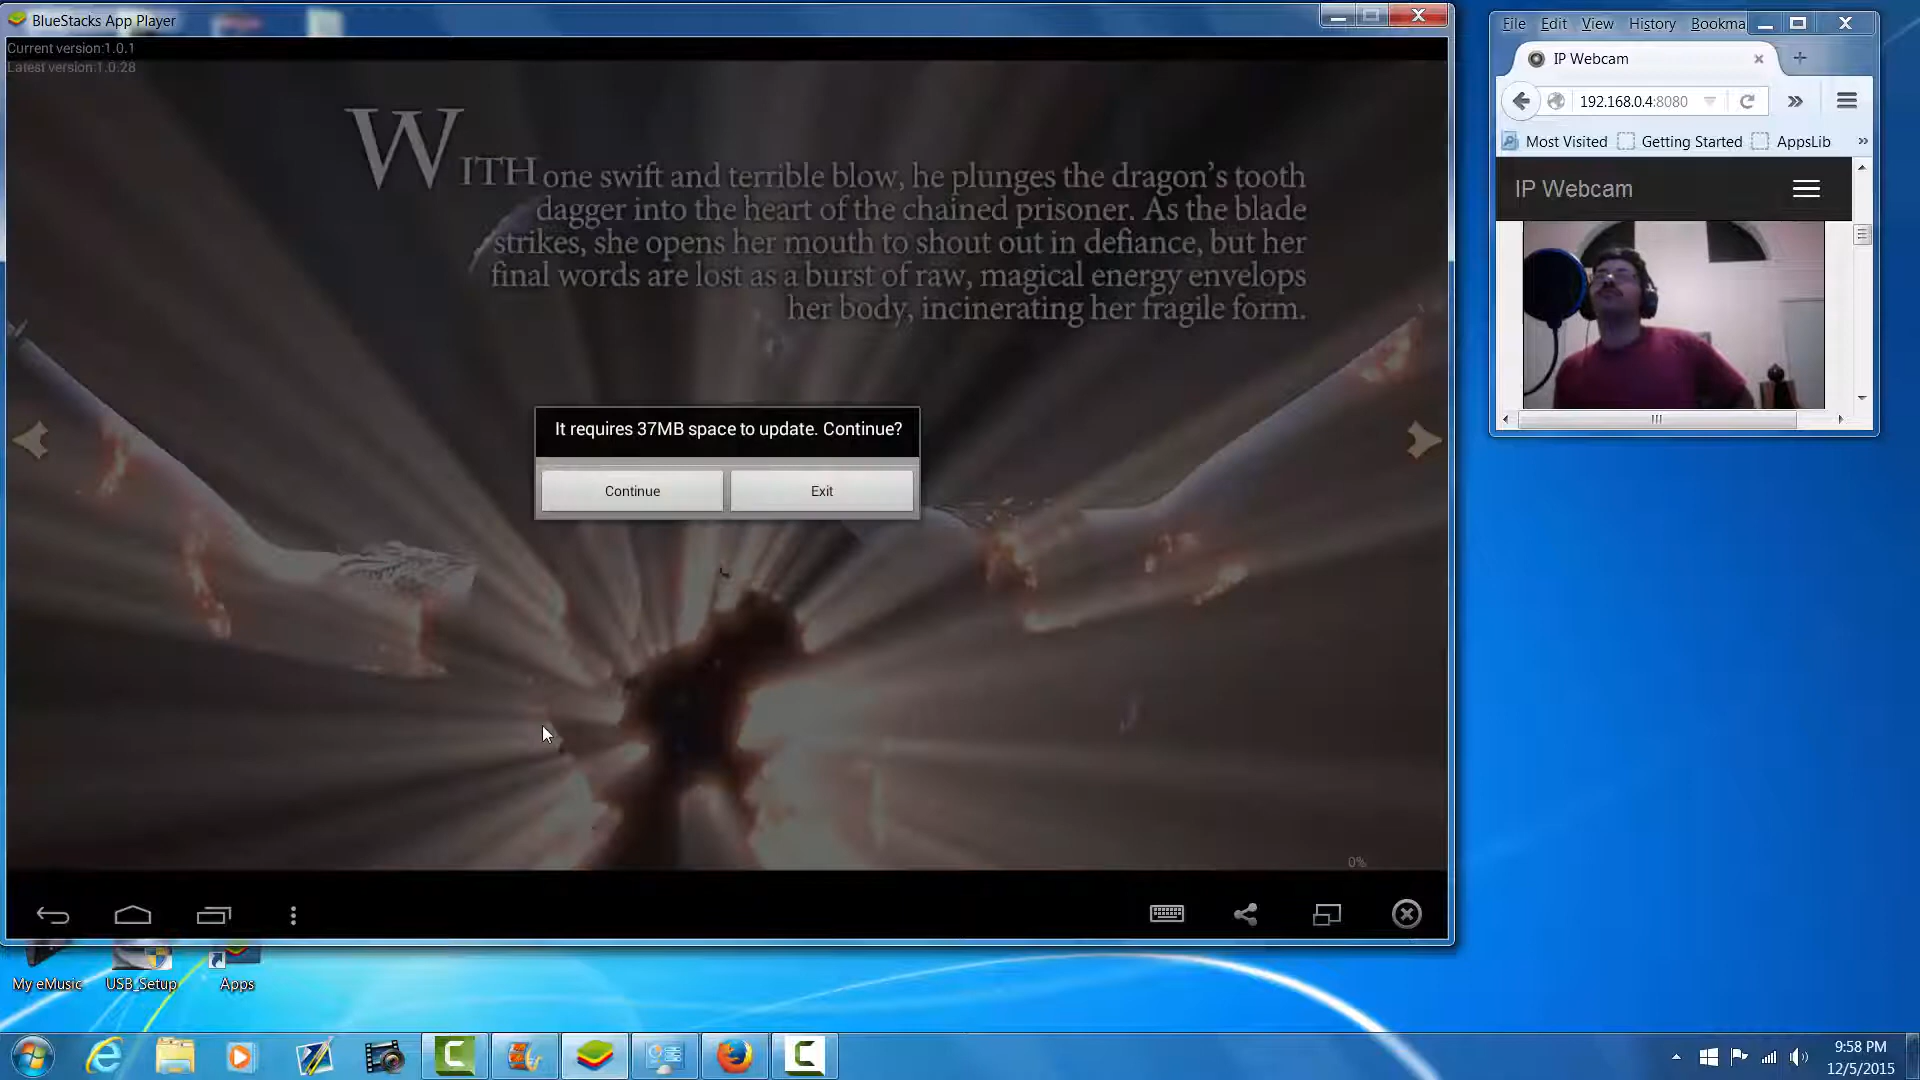 BlueStacks App Player
Current version:1.0.1
Latest version:1.0.28
WITH one swift and terrible blow, he plunges the dragon's tooth
dagger into the heart of the chained prisoner. As the blade
strikes, she opens her mouth to shout out in defiance, but her
final words are lost as a burst of raw, magical energy envelops
her body, incinerating her fragile form.
It requires 37MB space to update. Continue?
Continue
Exit
0%
File Edit View History Bookma
IP Webcam
192.168.0.4:8080
Most Visited Getting Started AppsLib
IP Webcam
My eMusic
USB_Setup
Apps
9:58 PM
12/5/2015